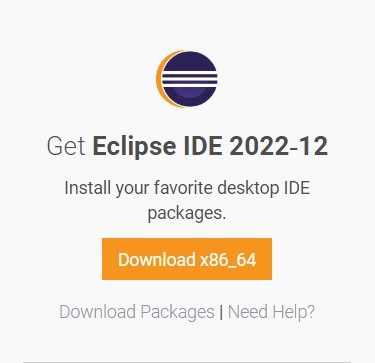 Get Eclipse IDE 2022-12
Install your favorite desktop IDE
packages.
Download x86_64
Download Packages | Need Help?